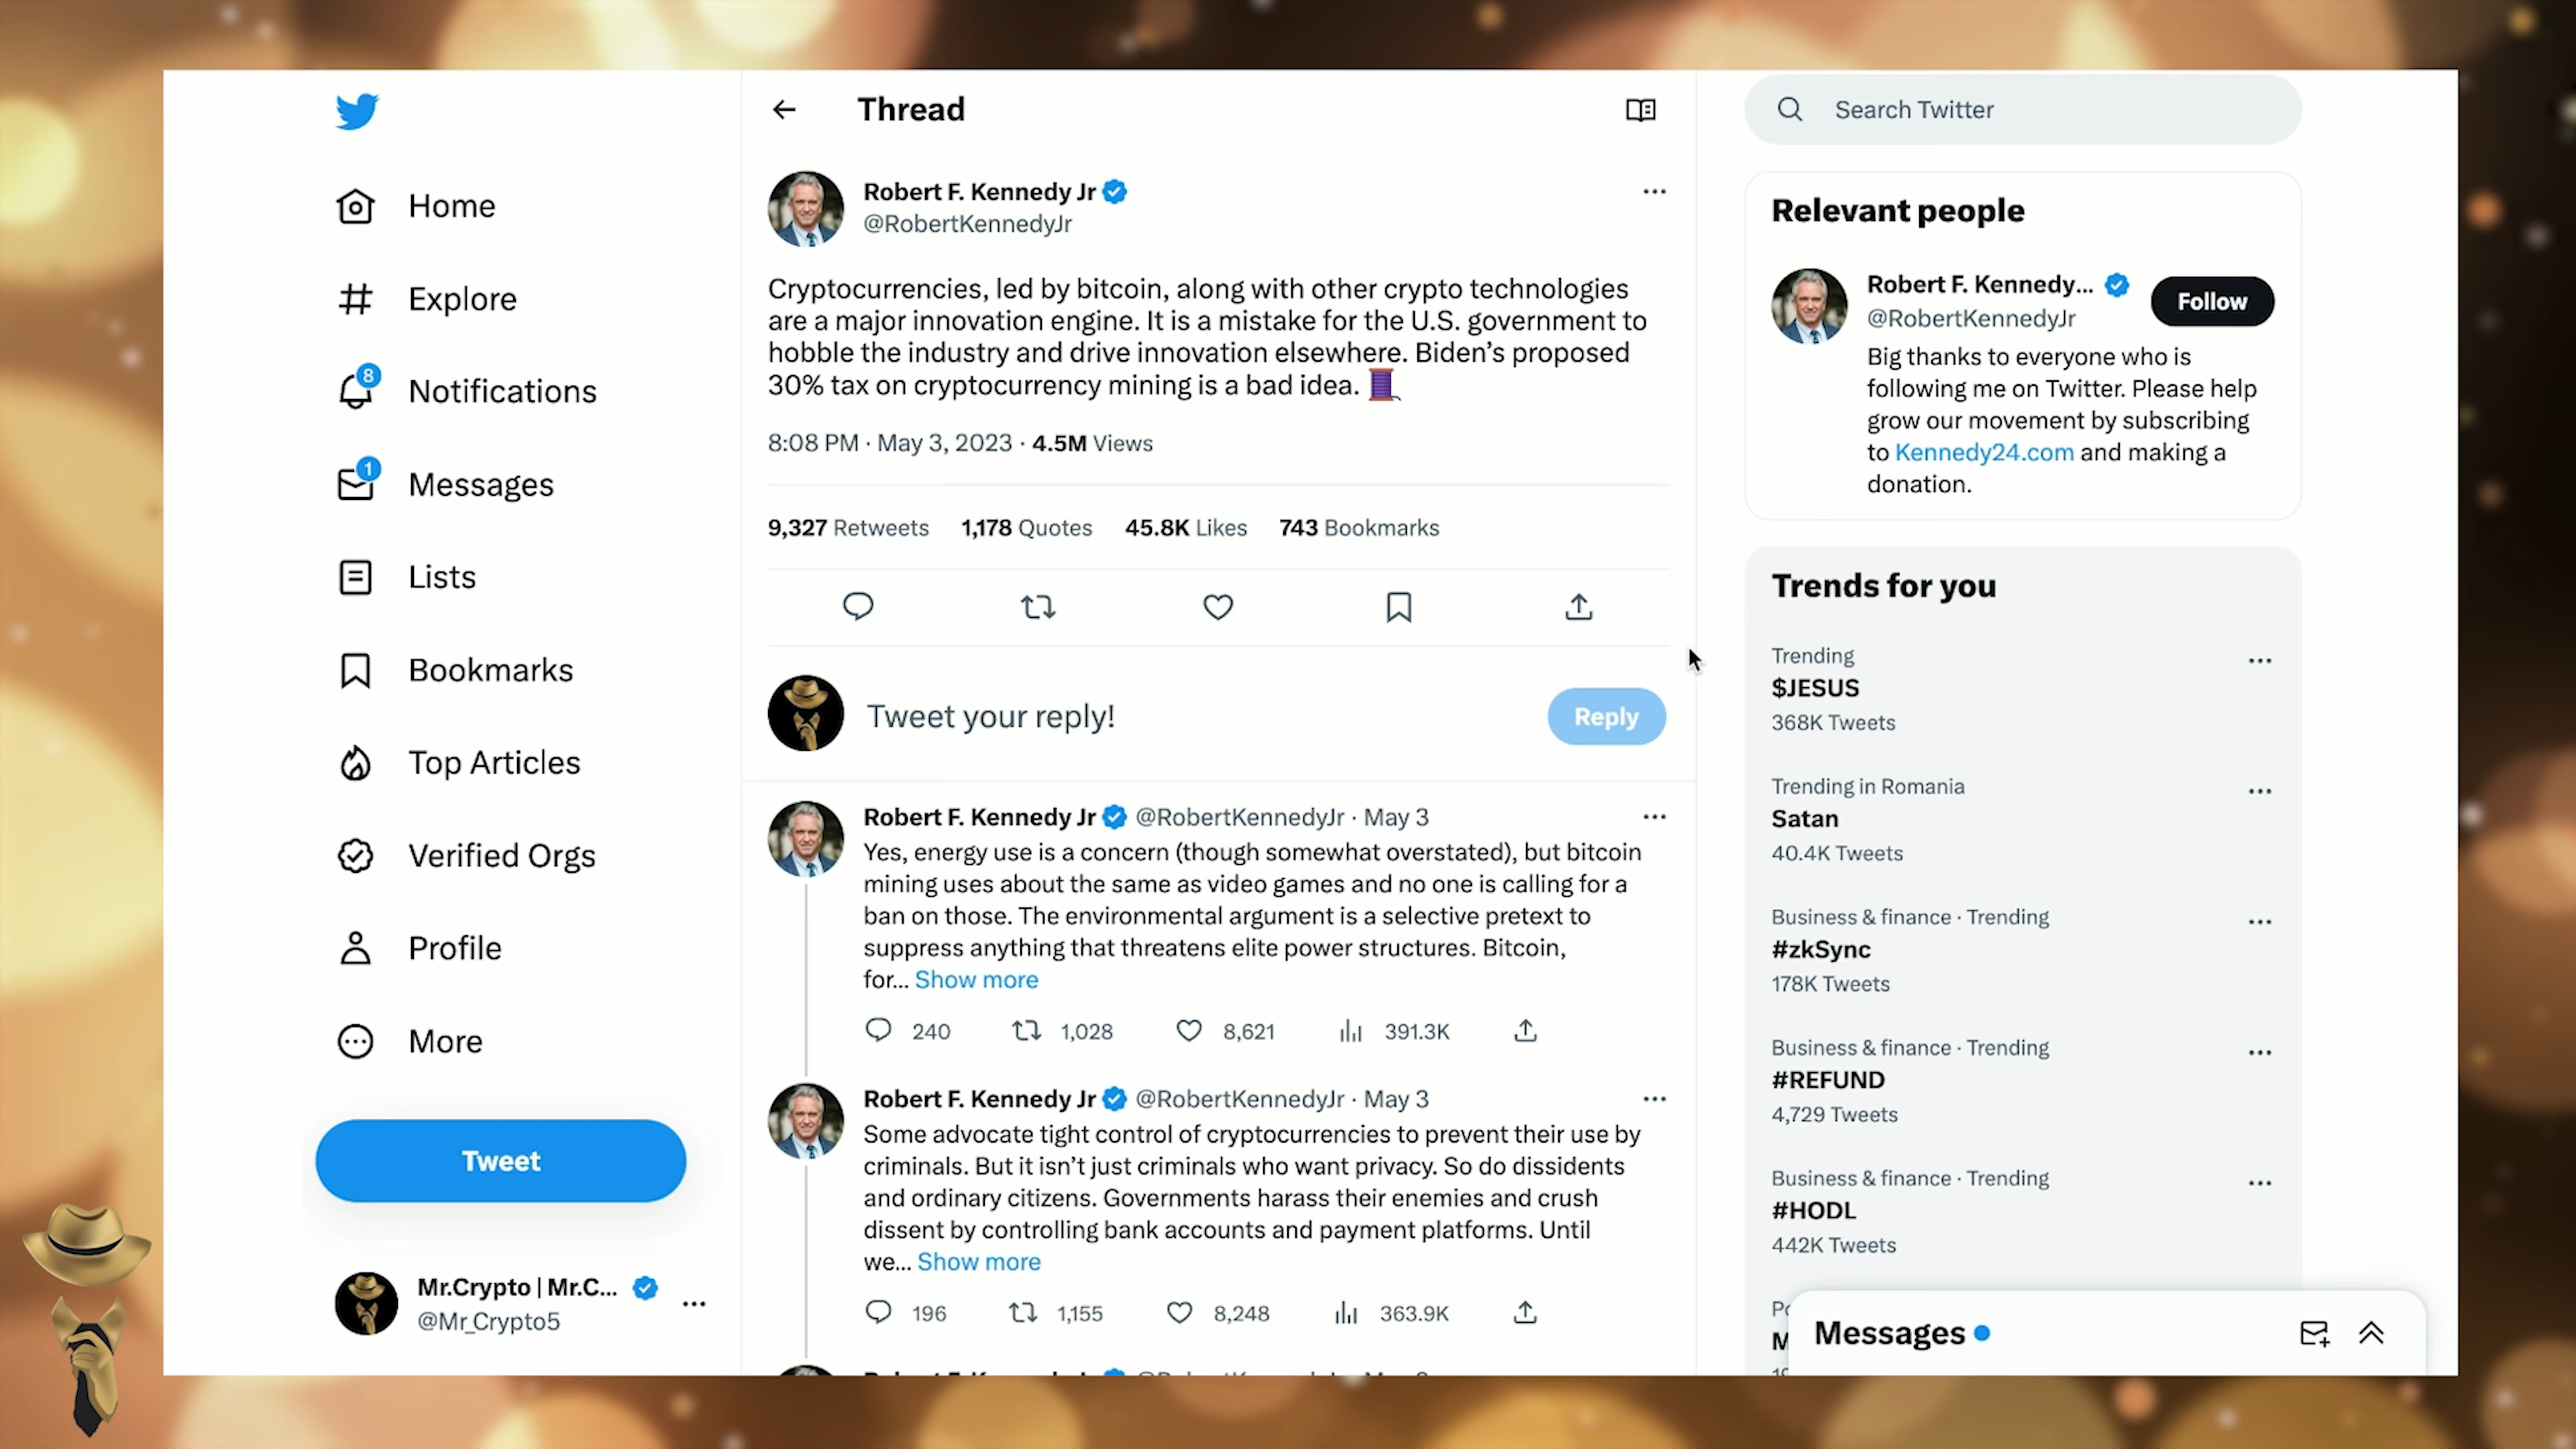 Home
Explore
8
Notifications
1
Messages
Lists
Bookmarks
Top Articles
Verified Orgs
Profile
More
Tweet
Mr.Crypto | Mr.C...
@Mr_Crypto5
Thread
Robert F. Kennedy Jr
@RobertKennedyJr
Cryptocurrencies, led by bitcoin, along with other crypto technologies
are a major innovation engine. It is a mistake for the U.S. government to
hobble the industry and drive innovation elsewhere. Biden’s proposed
30% tax on cryptocurrency mining is a bad idea. 🧵
8:08 PM · May 3, 2023 · 4.5M Views
9,327 Retweets 1,178 Quotes 45.8K Likes 743 Bookmarks
Tweet your reply!
Reply
Robert F. Kennedy Jr @RobertKennedyJr · May 3
Yes, energy use is a concern (though somewhat overstated), but bitcoin
mining uses about the same as video games and no one is calling for a
ban on those. The environmental argument is a selective pretext to
suppress anything that threatens elite power structures. Bitcoin,
for... Show more
240 1,028 8,621 391.3K
Robert F. Kennedy Jr @RobertKennedyJr · May 3
Some advocate tight control of cryptocurrencies to prevent their use by
criminals. But it isn’t just criminals who want privacy. So do dissidents
and ordinary citizens. Governments harass their enemies and crush
dissent by controlling bank accounts and payment platforms. Until
we... Show more
196 1,155 8,248 363.9K
Search Twitter
Relevant people
Robert F. Kennedy...
@RobertKennedyJr
Follow
Big thanks to everyone who is
following me on Twitter. Please help
grow our movement by subscribing
to Kennedy24.com and making a
donation.
Trends for you
Trending
$JESUS
368K Tweets
Trending in Romania
Satan
40.4K Tweets
Business & finance · Trending
#zkSync
178K Tweets
Business & finance · Trending
#REFUND
4,729 Tweets
Business & finance · Trending
#HODL
442K Tweets
Messages